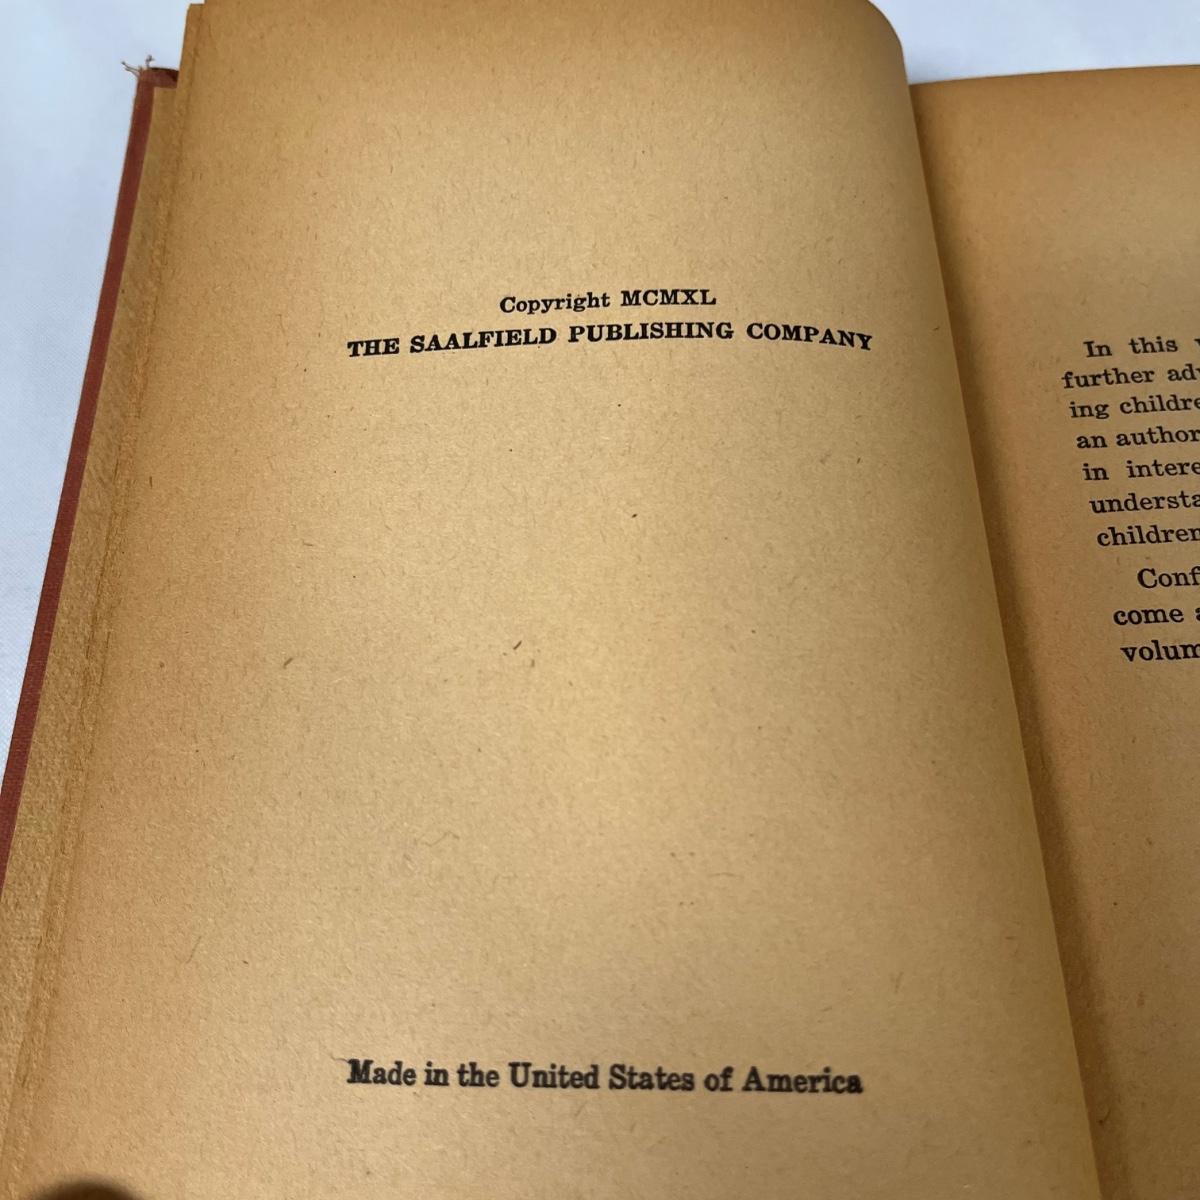 Copyright MCMXL
THE SAALFIELD PUBLISHING COMPANY
Made in the United States of America
In this
further
ing
an author
in
come